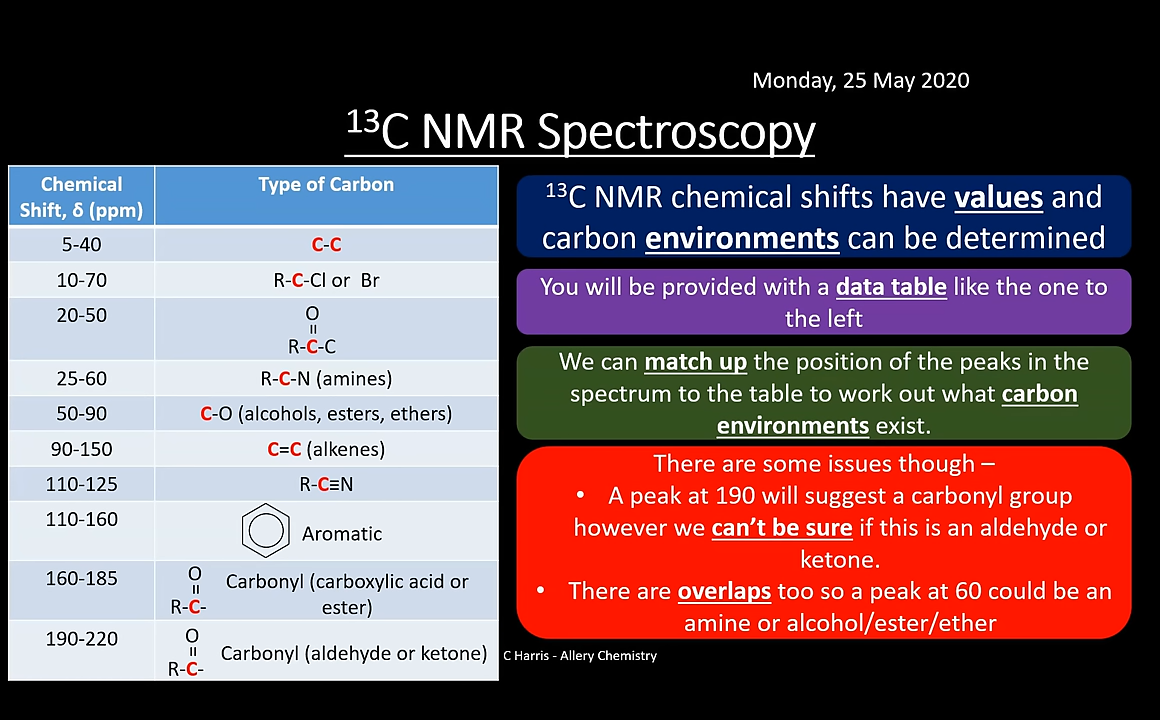 Monday, 25 May 2020
¹³C NMR Spectroscopy
Chemical
Shift, δ (ppm)
Type of Carbon
5-40
C-C
10-70
R-C-Cl or Br
20-50
O
R-C-C
25-60
R-C-N (amines)
50-90
C-O (alcohols, esters, ethers)
90-150
C=C (alkenes)
110-125
R-C≡N
110-160
Aromatic
160-185
O
R-C-
Carbonyl (carboxylic acid or
ester)
190-220
O
R-C-
Carbonyl (aldehyde or ketone)
¹³C NMR chemical shifts have values and
carbon environments can be determined
You will be provided with a data table like the one to
the left
We can match up the position of the peaks in the
spectrum to the table to work out what carbon
environments exist.
There are some issues though –
• A peak at 190 will suggest a carbonyl group
however we can’t be sure if this is an aldehyde or
ketone.
• There are overlaps too so a peak at 60 could be an
amine or alcohol/ester/ether
C Harris - Allery Chemistry